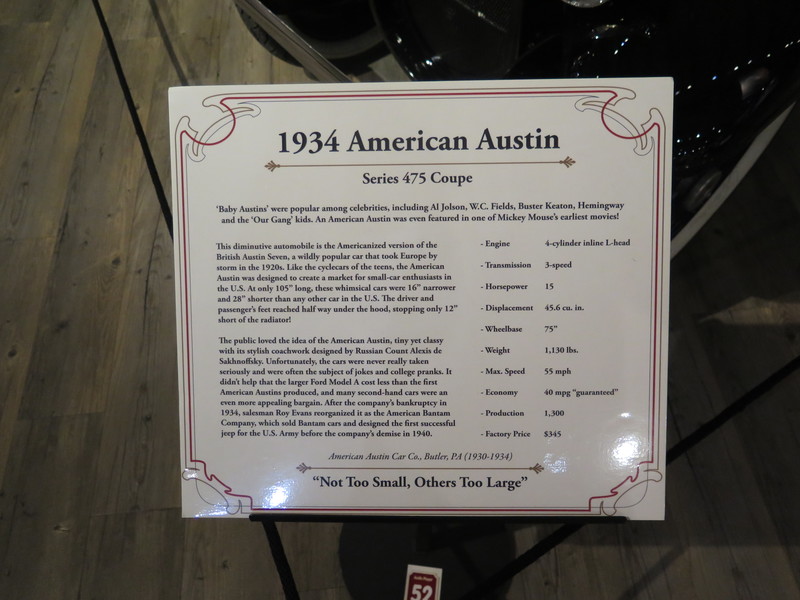 1934 American Austin
Series 475 Coupe
'Baby Austins' were popular among celebrities, including Al Jolson, W.C. Fields, Buster Keaton, Hemingway
and the 'Our Gang' kids. An American Austin was even featured in one of Mickey Mouse's earliest movies!
This diminutive automobile is the Americanized version of the
British Austin Seven, a wildly popular car that took Europe by
storm in the 1920s. Like the cyclecars of the teens, the American
Austin was designed to create a market for small-car enthusiasts in
the U.S. At only 105" long, these whimsical cars were 16" narrower
and 28" shorter than any other car in the U.S. The driver and
passenger's feet reached half way under the hood, stopping only 12"
short of the radiator!
The public loved the idea of the American Austin, tiny yet classy
with its stylish coachwork designed by Russian Count Alexis de
Sakhnoffsky. Unfortunately, the cars were never really taken
seriously and were often the subject of jokes and college pranks. It
didn't help that the larger Ford Model A cost less than the first
American Austins produced, and many second-hand cars were an
even more appealing bargain. After the company's bankruptcy in
1934, salesman Roy Evans reorganized it as the American Bantam
Company, which sold Bantam cars and designed the first successful
jeep for the U.S. Army before the company's demise in 1940.
- Engine 4-cylinder inline L-head
- Transmission 3-speed
- Horsepower 15
- Displacement 45.6 cu. in.
- Wheelbase 75"
- Weight 1,130 lbs.
- Max. Speed 55 mph
- Economy 40 mpg "guaranteed"
- Production 1,300
- Factory Price $345
American Austin Car Co., Butler, PA (1930-1934)
"Not Too Small, Others Too Large"
52